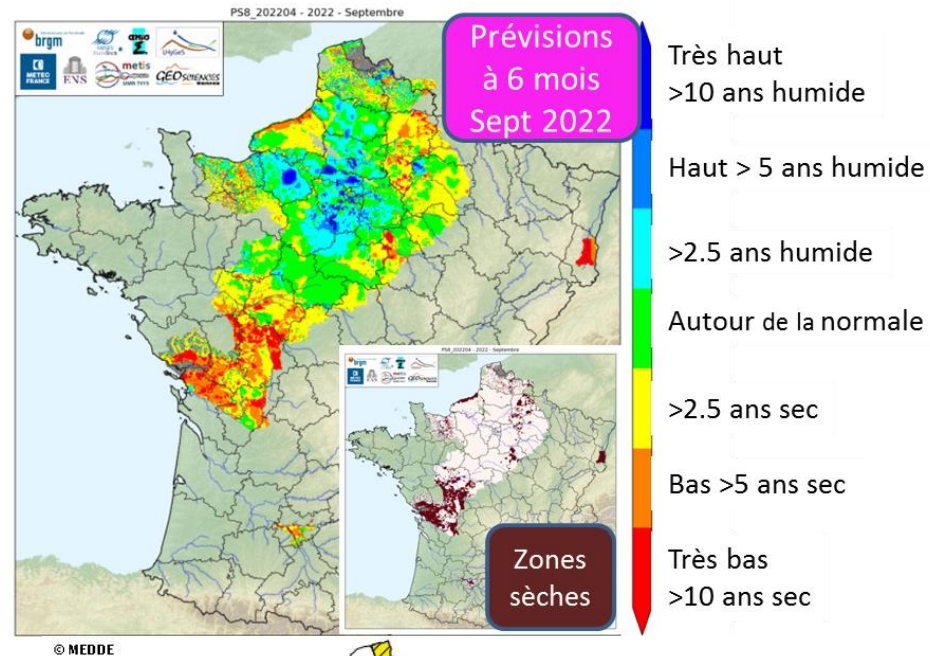 PS8_202204 - 2022 - Septembre
brgm
METEO
FRANCE
ENS
metis
LHyGeS
GEOSCIENCES
Prévisions
à 6 mois
Sept 2022
Très haut
>10 ans humide
Haut > 5 ans humide
>2.5 ans humide
Autour de la normale
>2.5 ans sec
Bas >5 ans sec
Très bas
>10 ans sec
PS8_202204 - 2022 - Septembre
brgm
Zones
sèches
© MEDDE